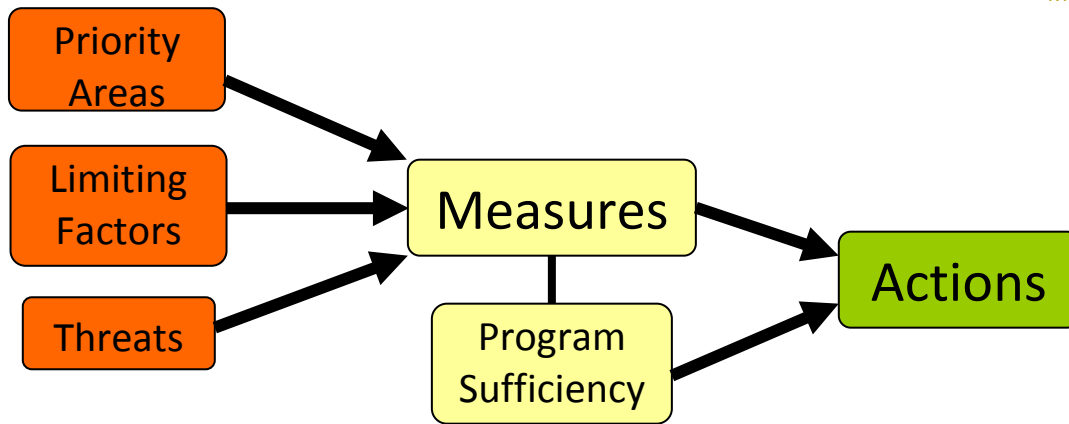 Priority
Areas
Limiting
Factors
Threats
Measures
Program
Sufficiency
Actions